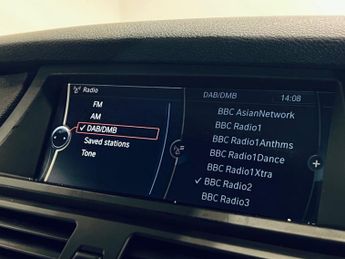 Radio
FM
AM
✓ DAB/DMB
Saved stations
Tone
DAB/DMB 14:08
BBC AsianNetwork
BBC Radio1
BBC Radio1Anthms
BBC Radio1Dance
BBC Radio1Xtra
✓ BBC Radio2
BBC Radio3